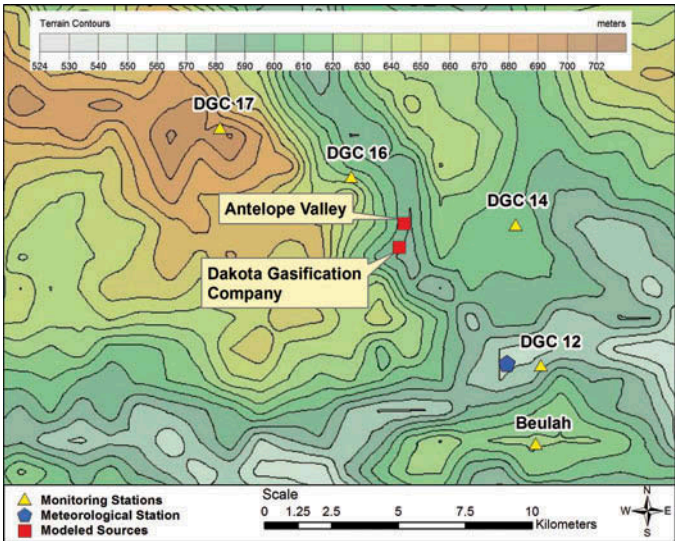 Terrain Contours meters
524 530 540 550 560 570 580 590 600 610 620 630 640 650 660 670 680 690 700 702
DGC 17
DGC 16
Antelope Valley
DGC 14
Dakota Gasification
Company
DGC 12
Beulah
Monitoring Stations
Meteorological Station
Modeled Sources
Scale
0 1.25 2.5 5 7.5 10
Kilometers
N
W E
S